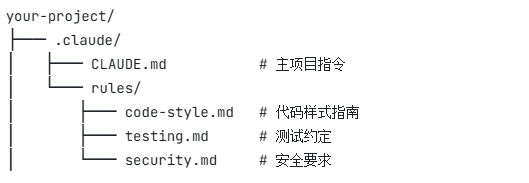 your-project/
├── .claude/
│   ├── CLAUDE.md           # 主项目指令
│   └── rules/
│       ├── code-style.md   # 代码样式指南
│       ├── testing.md      # 测试约定
│       └── security.md     # 安全要求